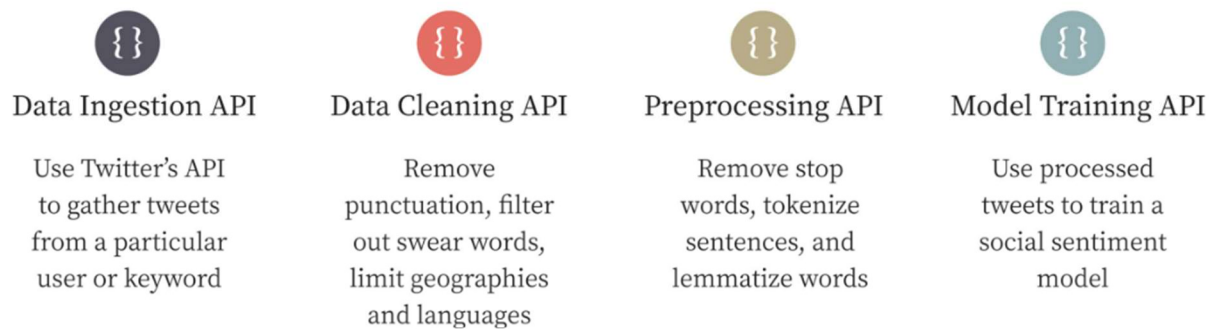 { }
{ }
{ }
{ }
Data Ingestion API
Data Cleaning API
Preprocessing API
Model Training API
Use Twitter’s API
to gather tweets
from a particular
user or keyword
Remove
punctuation, filter
out swear words,
limit geographies
and languages
Remove stop
words, tokenize
sentences, and
lemmatize words
Use processed
tweets to train a
social sentiment
model